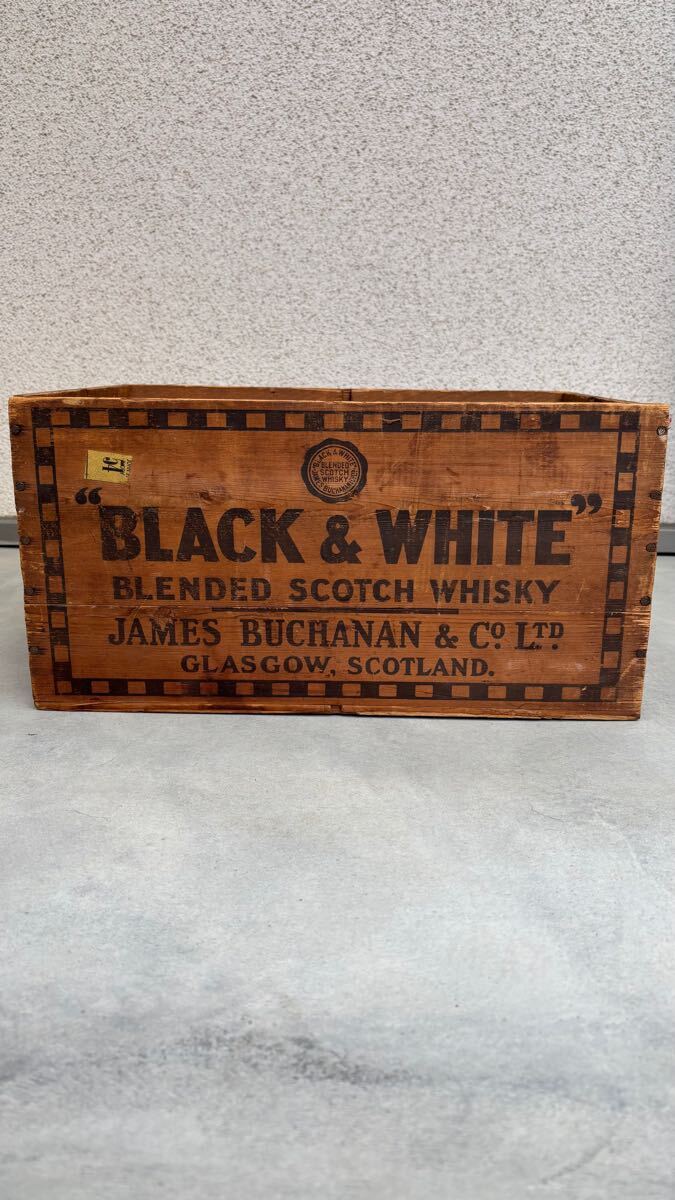 BLACK & WHITE
BLENDED
SCOTCH
WHISKY
“BLACK & WHITE”
BLENDED SCOTCH WHISKY
JAMES BUCHANAN & Cº. LTD.
GLASGOW, SCOTLAND.